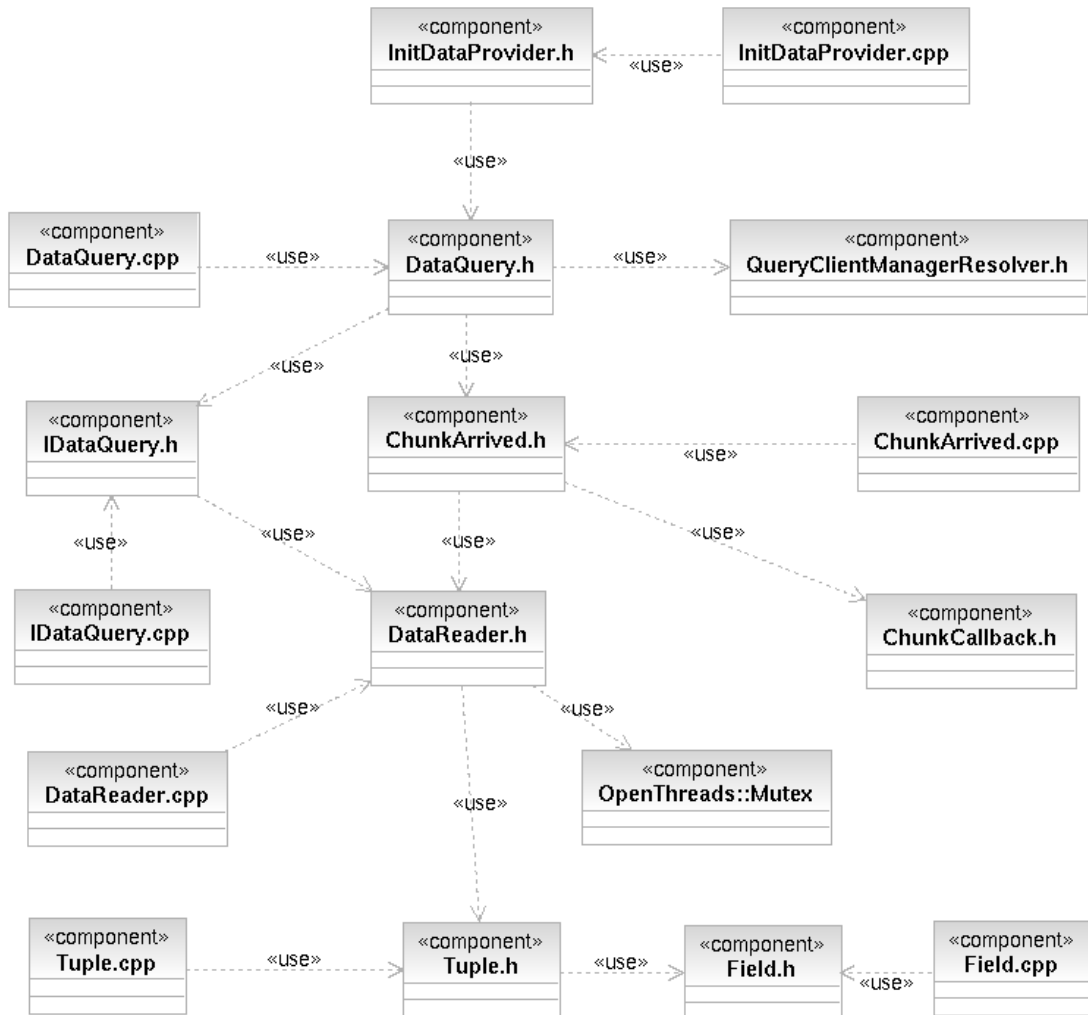 «component»
InitDataProvider.h
«component»
InitDataProvider.cpp
«use»
«use»
«component»
DataQuery.cpp
«use»
«component»
DataQuery.h
«use»
«component»
QueryClientManagerResolver.h
«use»
«use»
«component»
IDataQuery.h
«component»
ChunkArrived.h
«use»
«component»
ChunkArrived.cpp
«use»
«use»
«use»
«use»
«component»
IDataQuery.cpp
«component»
DataReader.h
«component»
ChunkCallback.h
«use»
«use»
«component»
DataReader.cpp
«use»
«component»
OpenThreads::Mutex
«component»
Tuple.cpp
«use»
«component»
Tuple.h
«use»
«component»
Field.h
«use»
«component»
Field.cpp